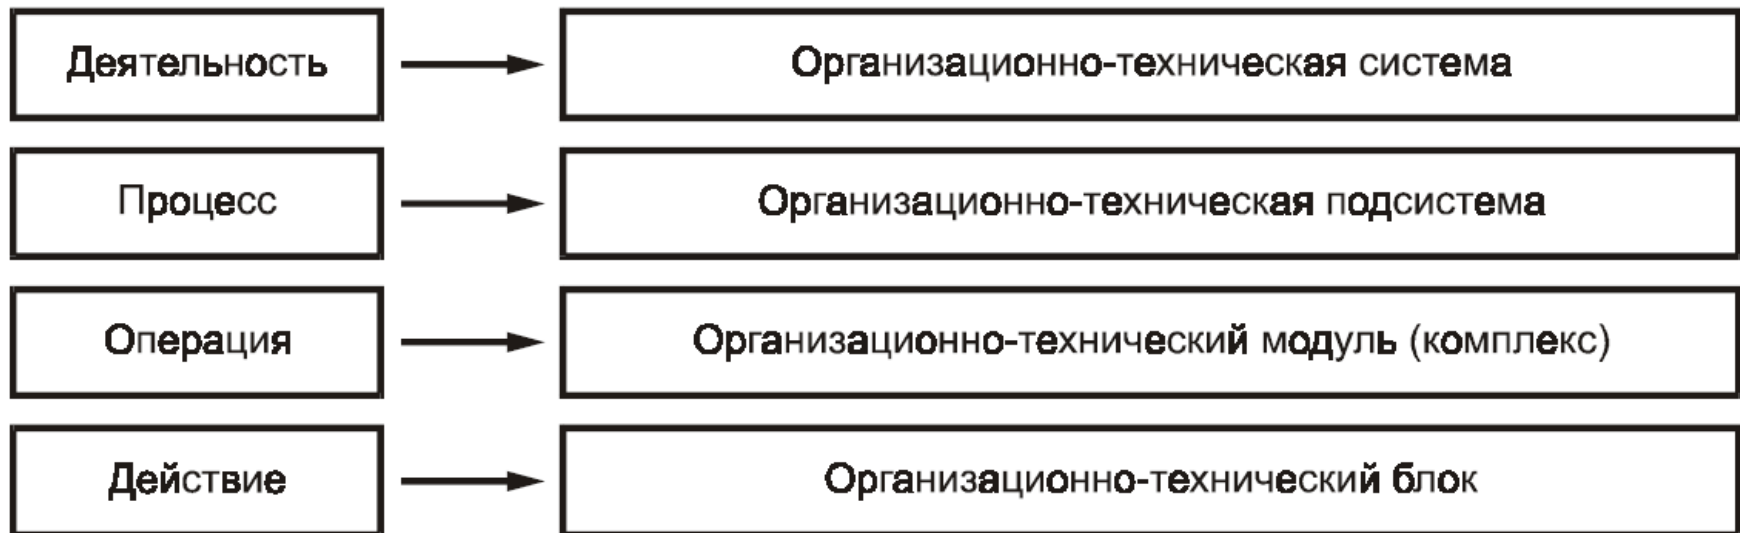 Деятельность
Организационно-техническая система
Процесс
Организационно-техническая подсистема
Операция
Организационно-технический модуль (комплекс)
Действие
Организационно-технический блок